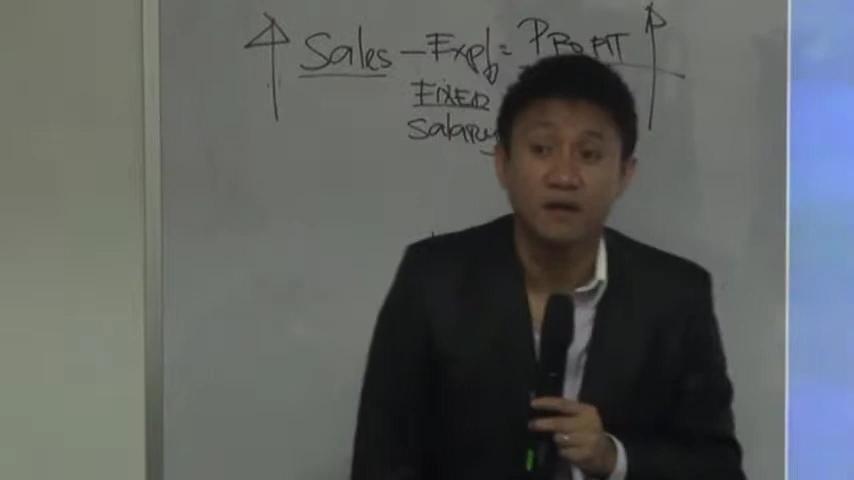 Sales - Exp = PROFIT
FIXED
Salary